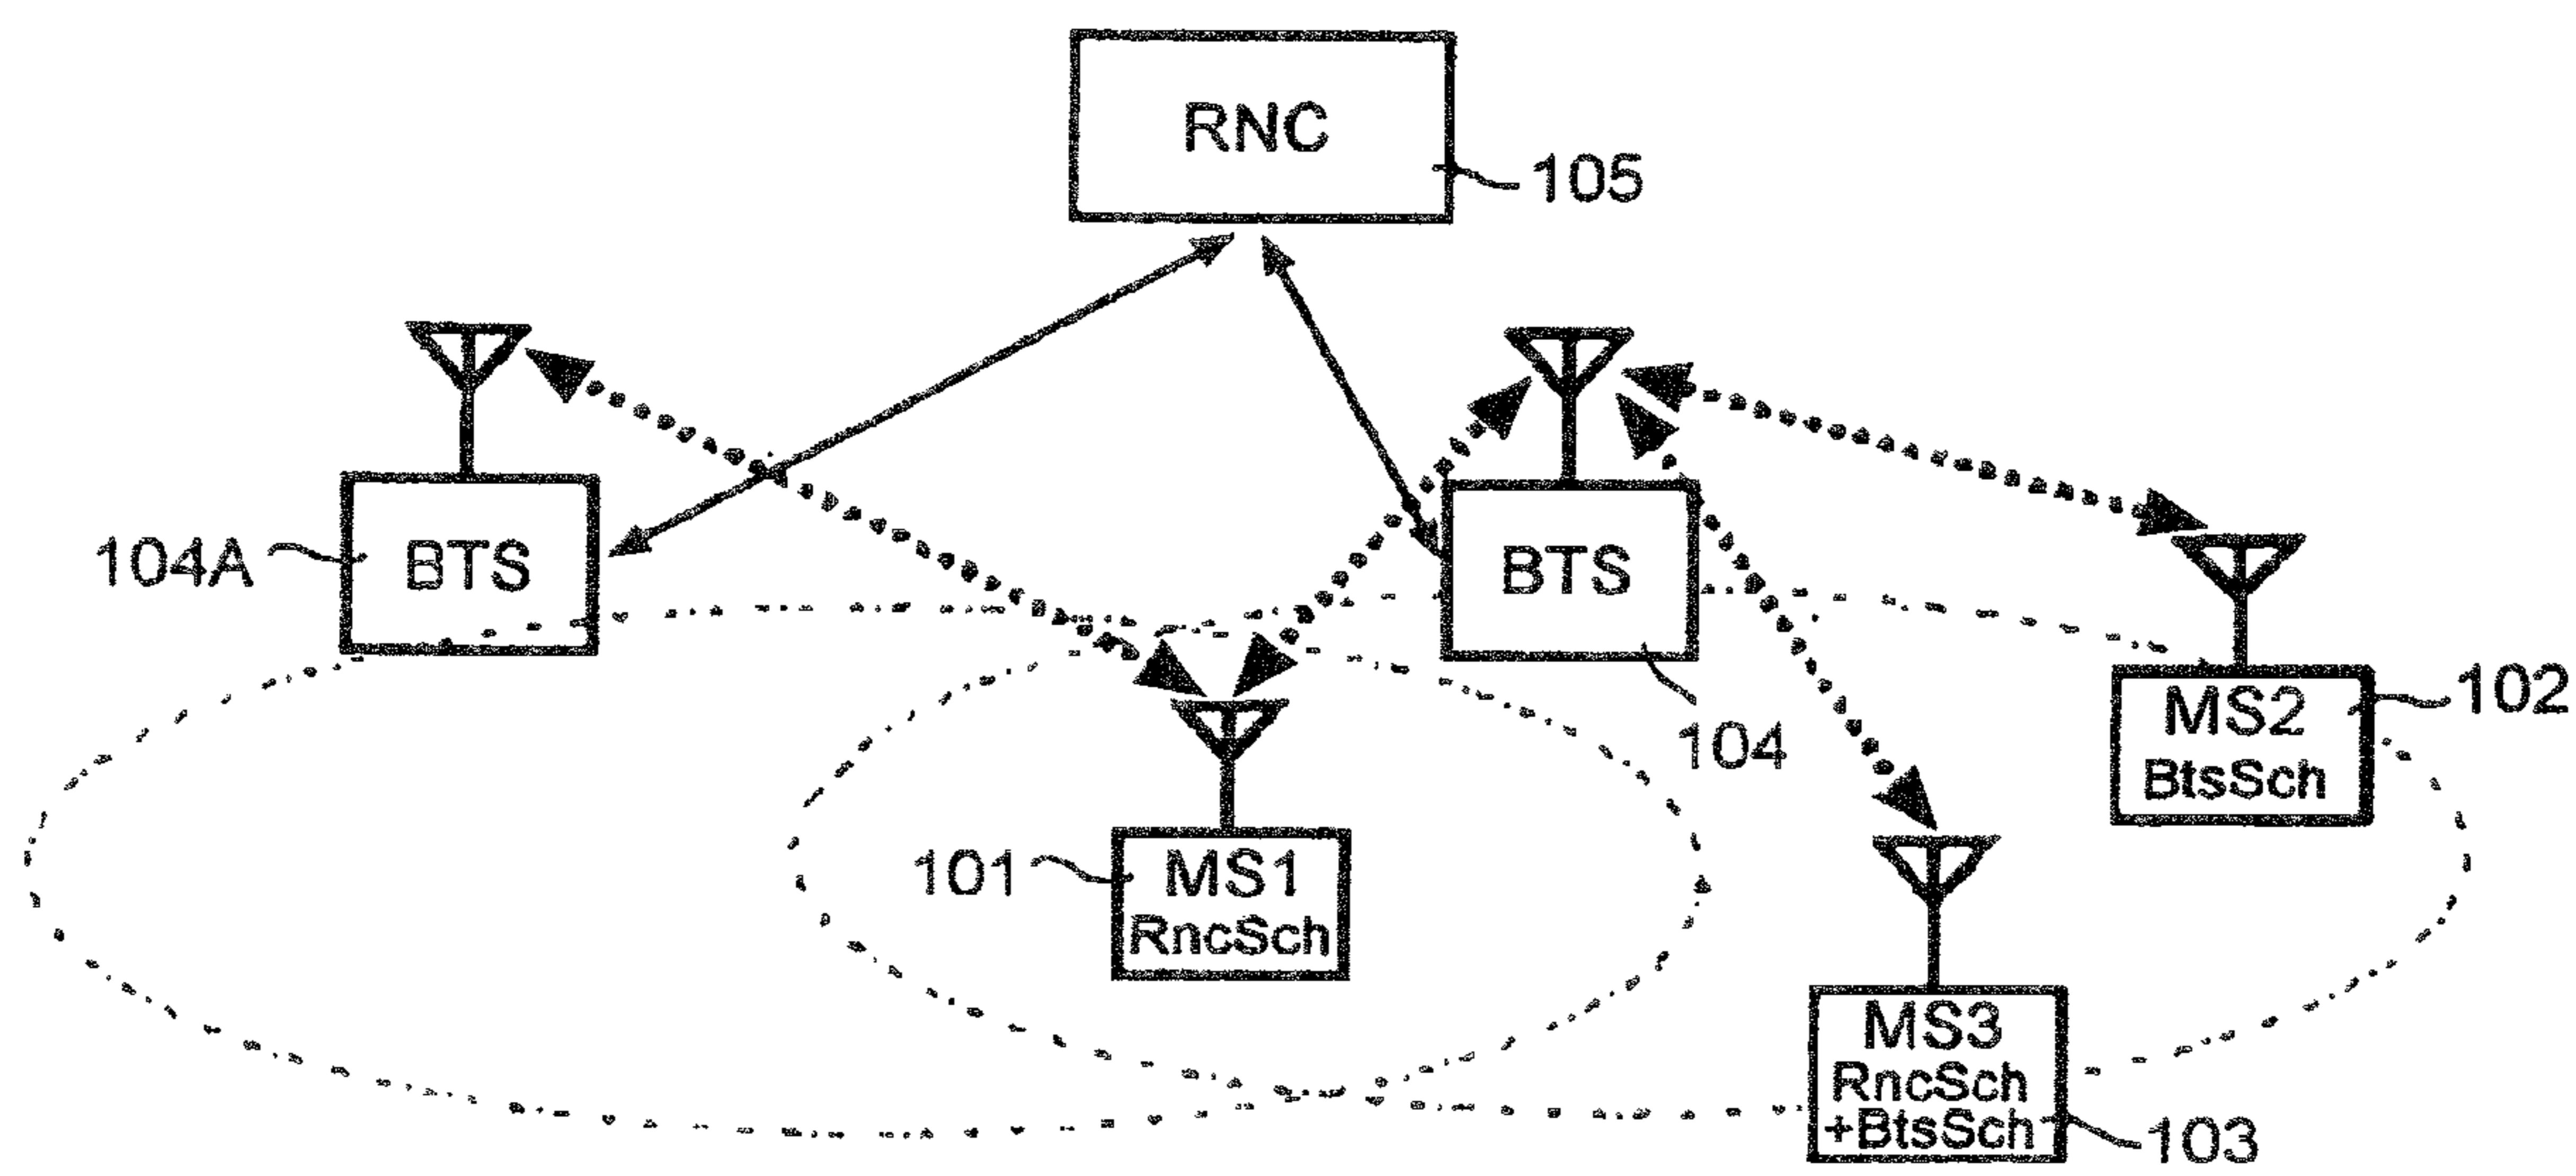 RNC
105
104A
BTS
BTS
104
MS2
BtsSch
102
101
MS1
RncSch
MS3
RncSch
+BtsSch
103